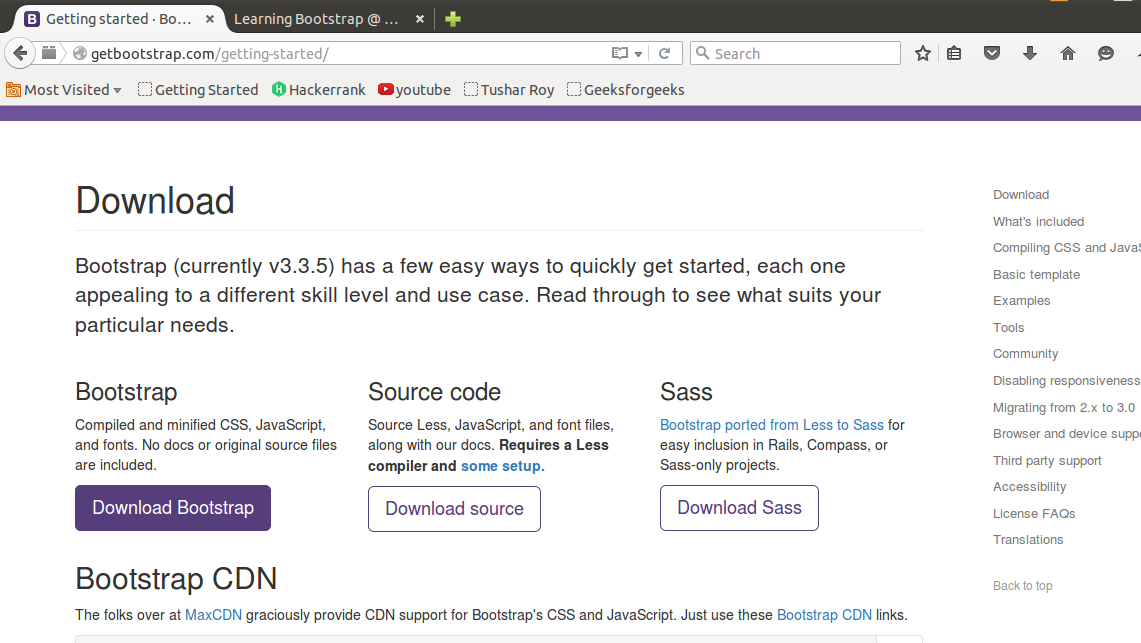 B Getting started · Bo... Learning Bootstrap @ ...
getbootstrap.com/getting-started/ Search
Most Visited Getting Started H Hackerrank youtube Tushar Roy Geeksforgeeks
Download
Bootstrap (currently v3.3.5) has a few easy ways to quickly get started, each one
appealing to a different skill level and use case. Read through to see what suits your
particular needs.
Bootstrap
Compiled and minified CSS, JavaScript,
and fonts. No docs or original source files
are included.
Download Bootstrap
Source code
Source Less, JavaScript, and font files,
along with our docs. Requires a Less
compiler and some setup.
Download source
Sass
Bootstrap ported from Less to Sass for
easy inclusion in Rails, Compass, or
Sass-only projects.
Download Sass
Bootstrap CDN
The folks over at MaxCDN graciously provide CDN support for Bootstrap's CSS and JavaScript. Just use these Bootstrap CDN links.
Download
What's included
Compiling CSS and JavaS
Basic template
Examples
Tools
Community
Disabling responsiveness
Migrating from 2.x to 3.0
Browser and device suppo
Third party support
Accessibility
License FAQs
Translations
Back to top